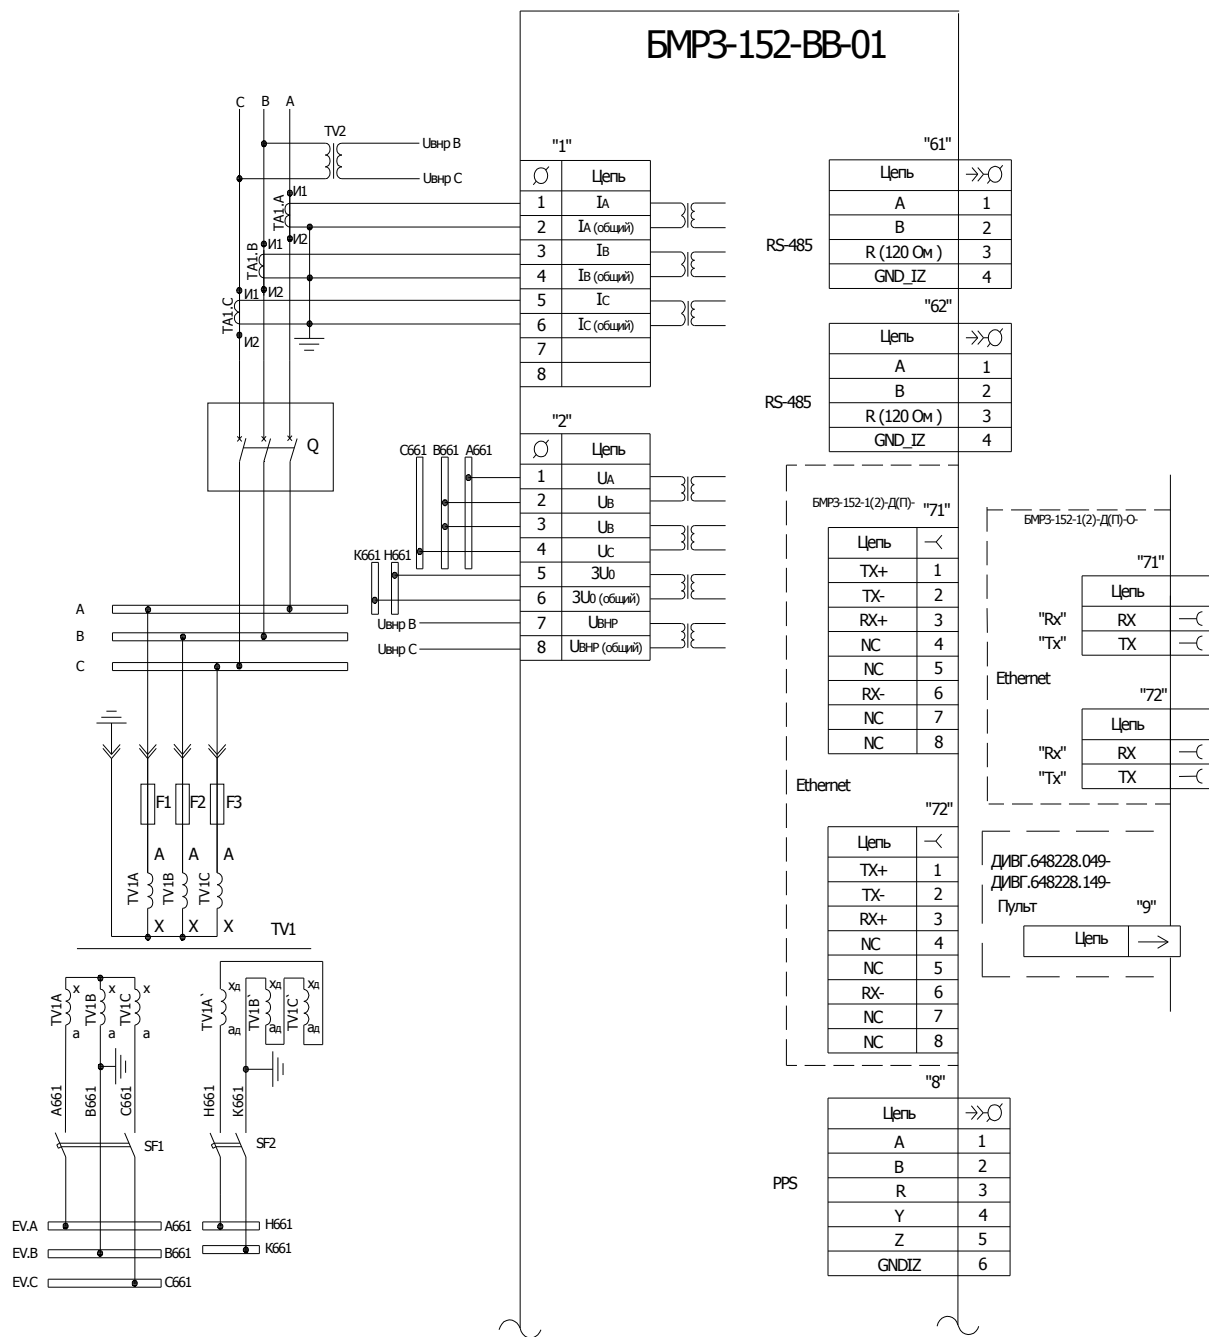 БМРЗ-152-ВВ-01
C B A
TV2
Uвнр В
Uвнр С
"1"
Цепь
1 IA
2 IA (общий)
3 IB
4 IB (общий)
5 IC
6 IC (общий)
7
8
TA1.A
И1
И2
TA1.B
И1
И2
TA1.C
И1
И2
Q
"2"
Цепь
1 UA
2 UB
3 UB
4 UC
5 3U0
6 3U0 (общий)
7 UВНР
8 UВНР (общий)
C661 B661 A661
К661 Н661
Uвнр В
Uвнр С
A
B
C
F1 F2 F3
A A A
TV1A TV1B TV1C
X X X
TV1
TV1A x a
TV1B x a
TV1C x a
TV1A` xд aд
TV1B` xд aд
TV1C` xд aд
A661 B661 C661
H661 K661
SF1
SF2
EV.A A661
EV.B B661
EV.C C661
H661
K661
"61"
Цепь
RS-485
A 1
B 2
R (120 Ом) 3
GND_IZ 4
"62"
Цепь
RS-485
A 1
B 2
R (120 Ом) 3
GND_IZ 4
БМРЗ-152-1(2)-Д(П)- "71"
Цепь
TX+ 1
TX- 2
RX+ 3
NC 4
NC 5
RX- 6
NC 7
NC 8
Ethernet
"72"
Цепь
TX+ 1
TX- 2
RX+ 3
NC 4
NC 5
RX- 6
NC 7
NC 8
"8"
Цепь
PPS
A 1
B 2
R 3
Y 4
Z 5
GNDIZ 6
БМРЗ-152-1(2)-Д(П)-О-
"71"
Цепь
"Rx" RX
"Tx" TX
Ethernet
"72"
Цепь
"Rx" RX
"Tx" TX
ДИВГ.648228.049-
ДИВГ.648228.149-
Пульт "9"
Цепь